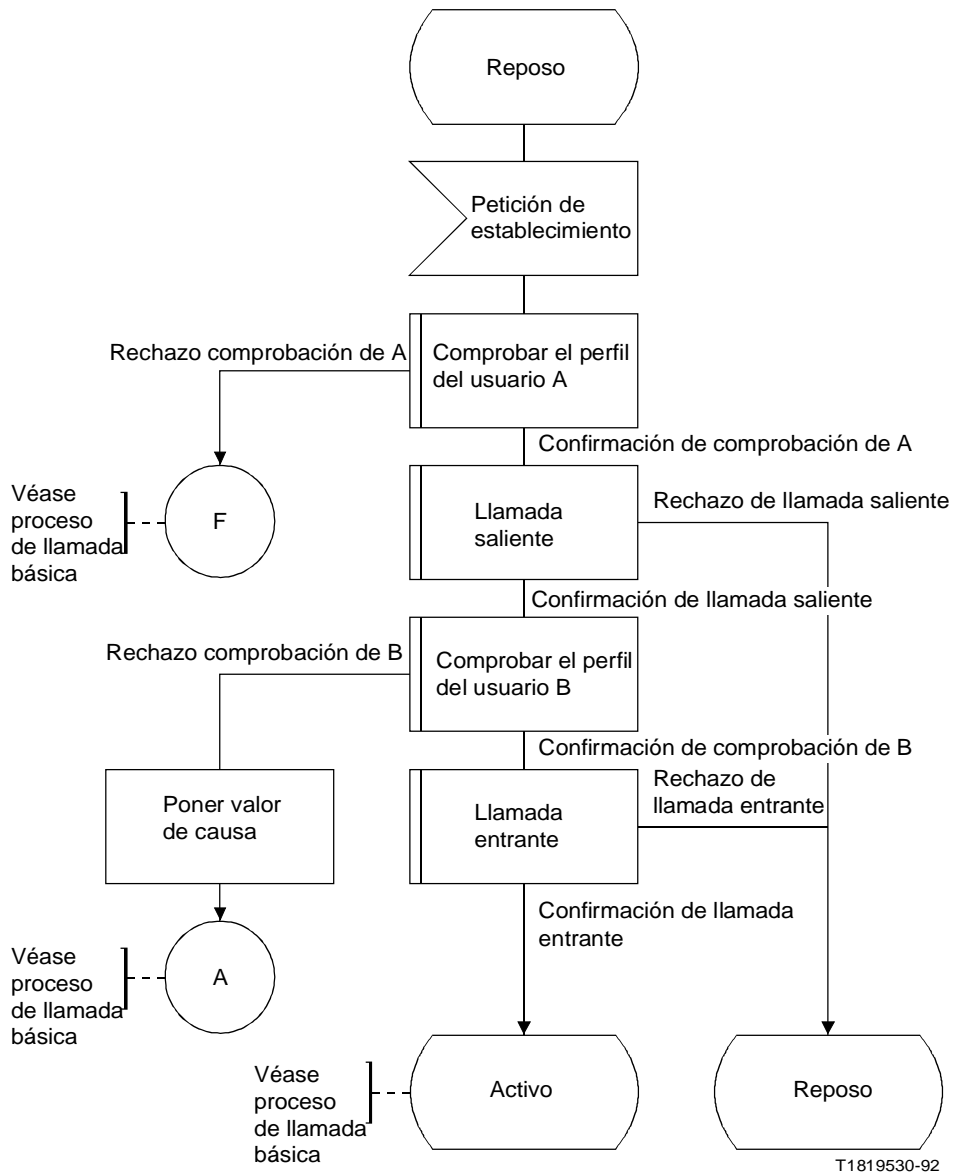 Reposo
Petición de
establecimiento
Rechazo comprobación de A
Comprobar el perfil
del usuario A
Confirmación de comprobación de A
Véase
proceso
de llamada
básica
F
Llamada
saliente
Rechazo de llamada saliente
Confirmación de llamada saliente
Rechazo comprobación de B
Comprobar el perfil
del usuario B
Confirmación de comprobación de B
Poner valor
de causa
Llamada
entrante
Rechazo de
llamada entrante
Confirmación de llamada
entrante
Véase
proceso
de llamada
básica
A
Véase
proceso
de llamada
básica
Activo
Reposo
T1819530-92